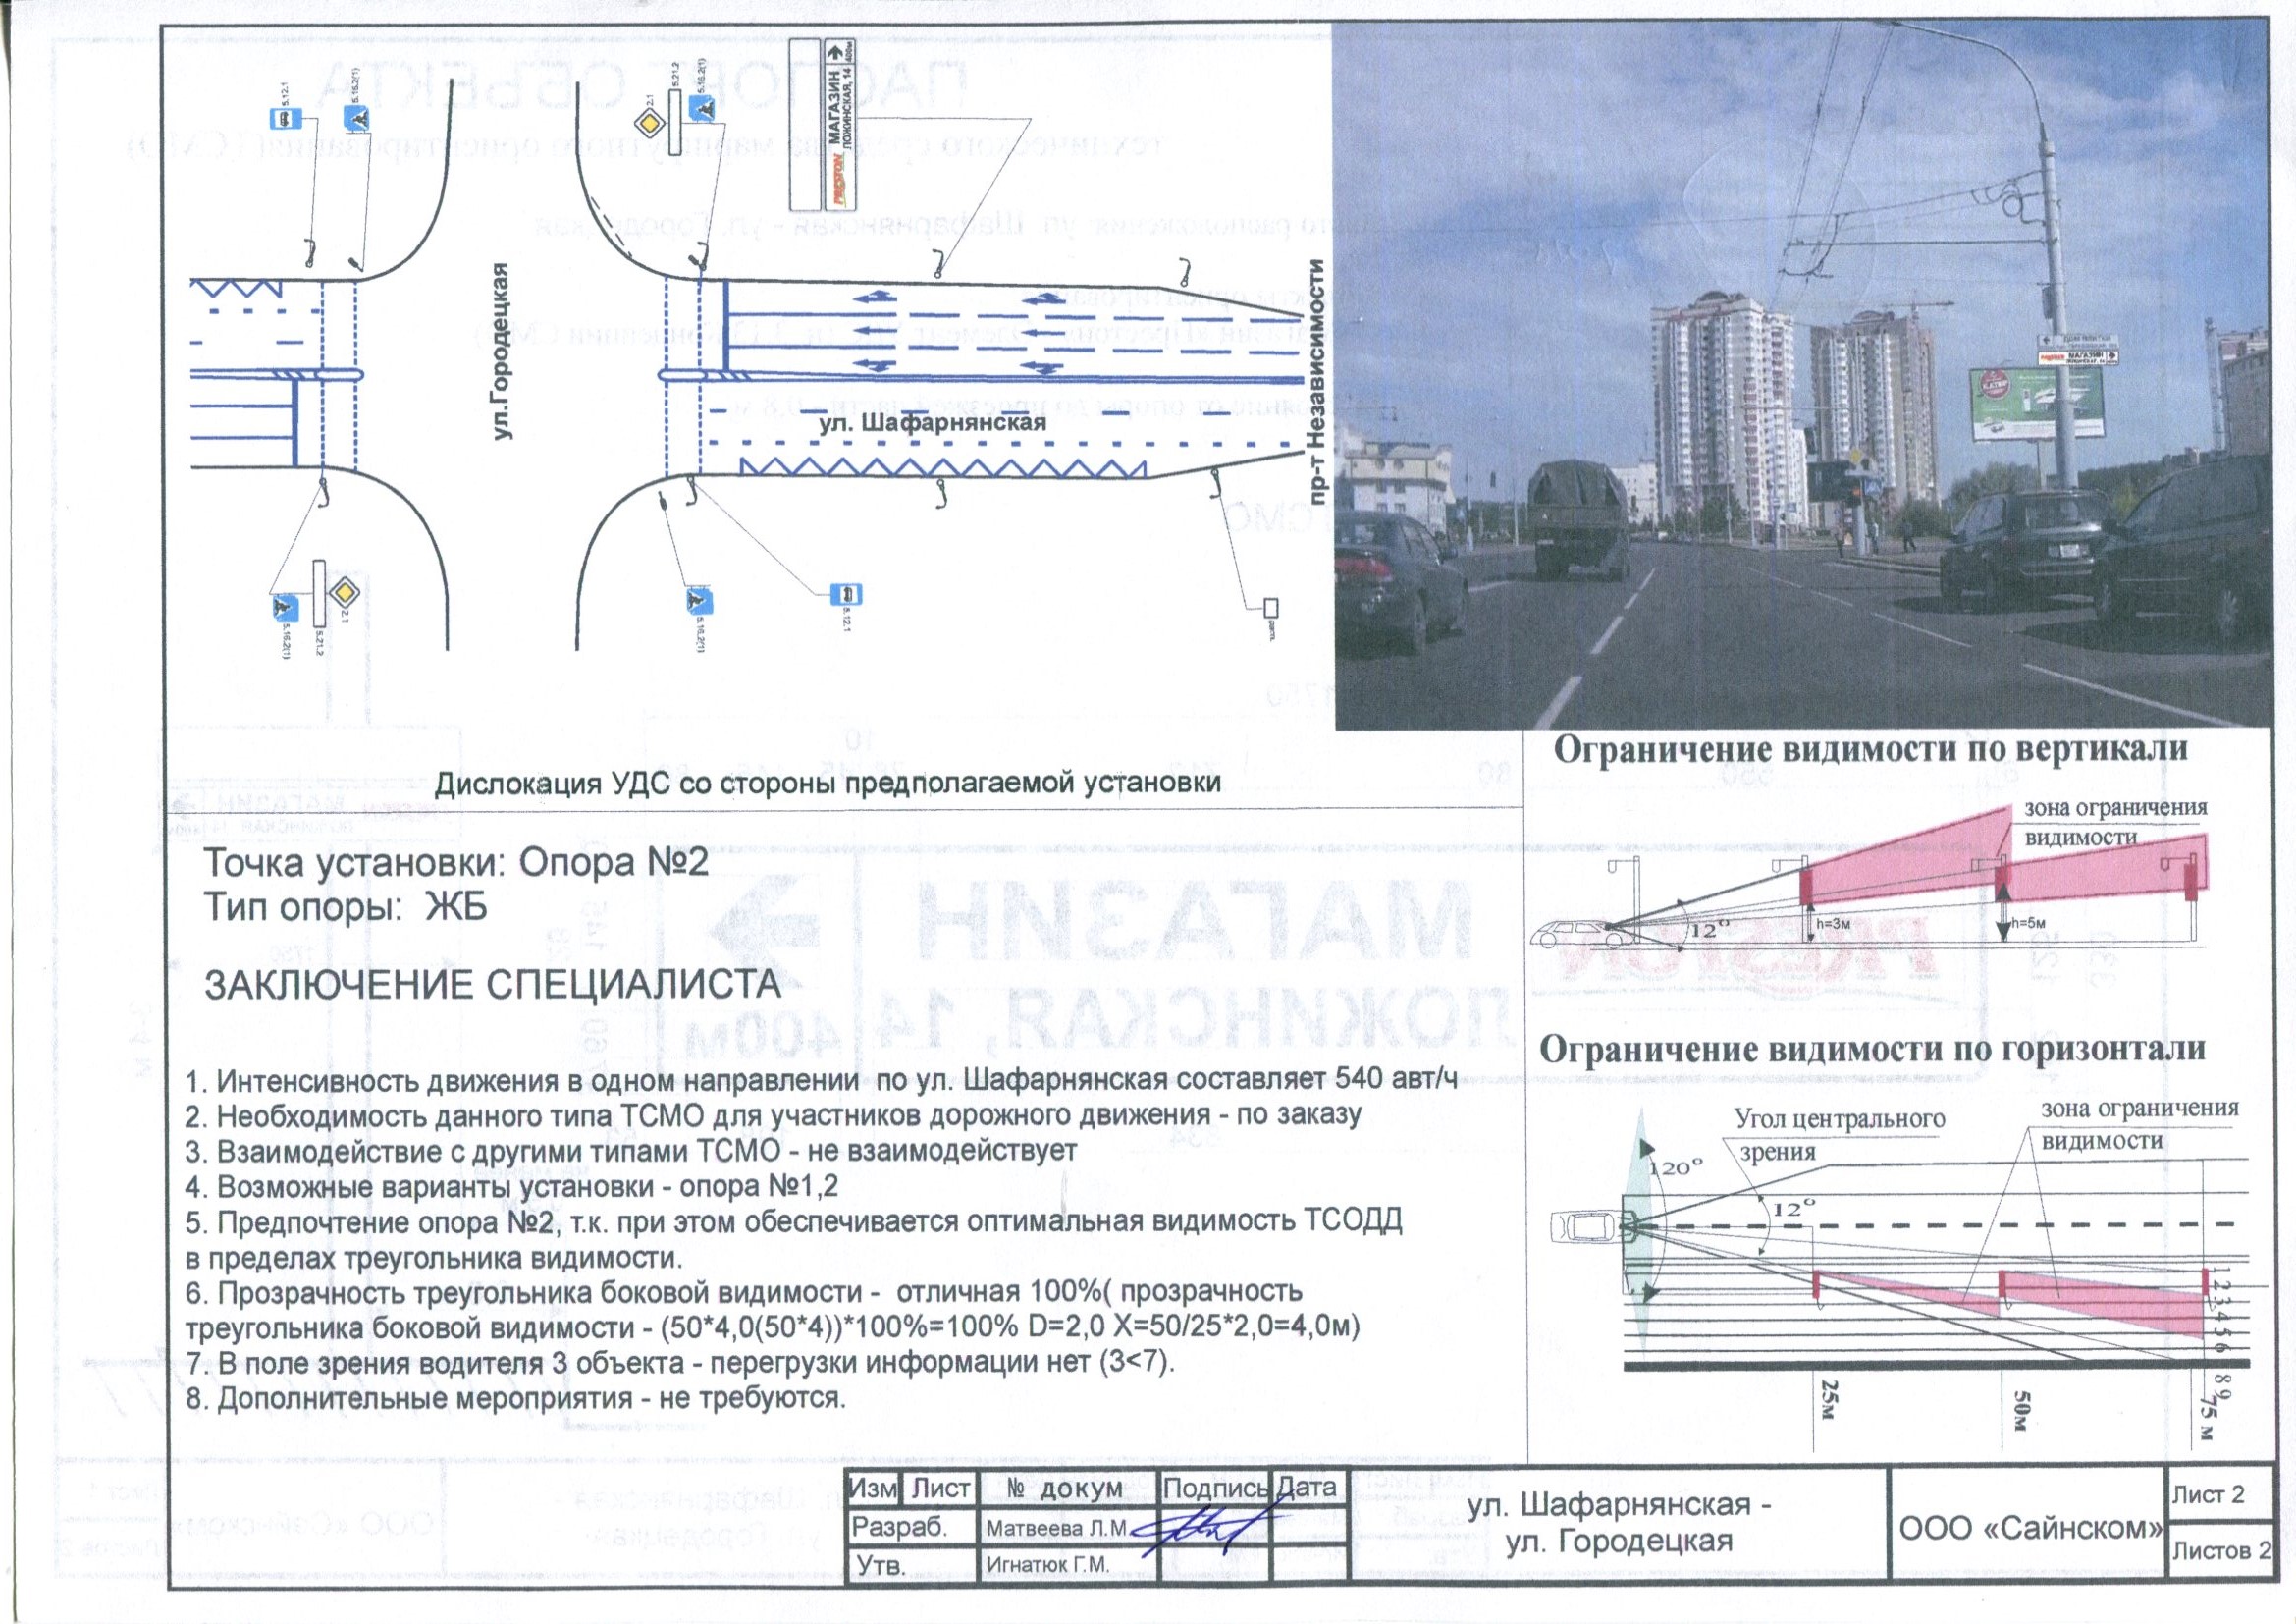 5.12.1
5.16.2(1)
2.1
5.21.2
5.16.2(1)
PRESTON МАГАЗИН
ЛОЖИНСКАЯ, 14 400м
ул.Городецкая
ул. Шафарнянская
пр-т Независимости
5.16.2(1)
5.21.2
2.1
5.16.2(1)
5.12.1
МАГАЗИН
Дислокация УДС со стороны предполагаемой установки
Точка установки: Опора №2
Тип опоры: ЖБ
ЗАКЛЮЧЕНИЕ СПЕЦИАЛИСТА
1. Интенсивность движения в одном направлении по ул. Шафарнянская составляет 540 авт/ч
2. Необходимость данного типа ТСМО для участников дорожного движения - по заказу
3. Взаимодействие с другими типами ТСМО - не взаимодействует
4. Возможные варианты установки - опора №1,2
5. Предпочтение опора №2, т.к. при этом обеспечивается оптимальная видимость ТСОДД
в пределах треугольника видимости.
6. Прозрачность треугольника боковой видимости - отличная 100%( прозрачность
треугольника боковой видимости - (50*4,0(50*4))*100%=100% D=2,0 X=50/25*2,0=4,0м)
7. В поле зрения водителя 3 объекта - перегрузки информации нет (3<7).
8. Дополнительные мероприятия - не требуются.
Ограничение видимости по вертикали
зона ограничения
видимости
12°
h=3м
h=5м
Ограничение видимости по горизонтали
Угол центрального
зрения
зона ограничения
видимости
120°
12°
1 2 3 4 5 6
8 9
25м
50м
75 м
Изм Лист № докум Подпись Дата
Разраб. Матвеева Л.М.
Утв. Игнатюк Г.М.
ул. Шафарнянская -
ул. Городецкая
ООО «Сайнском»
Лист 2
Листов 2